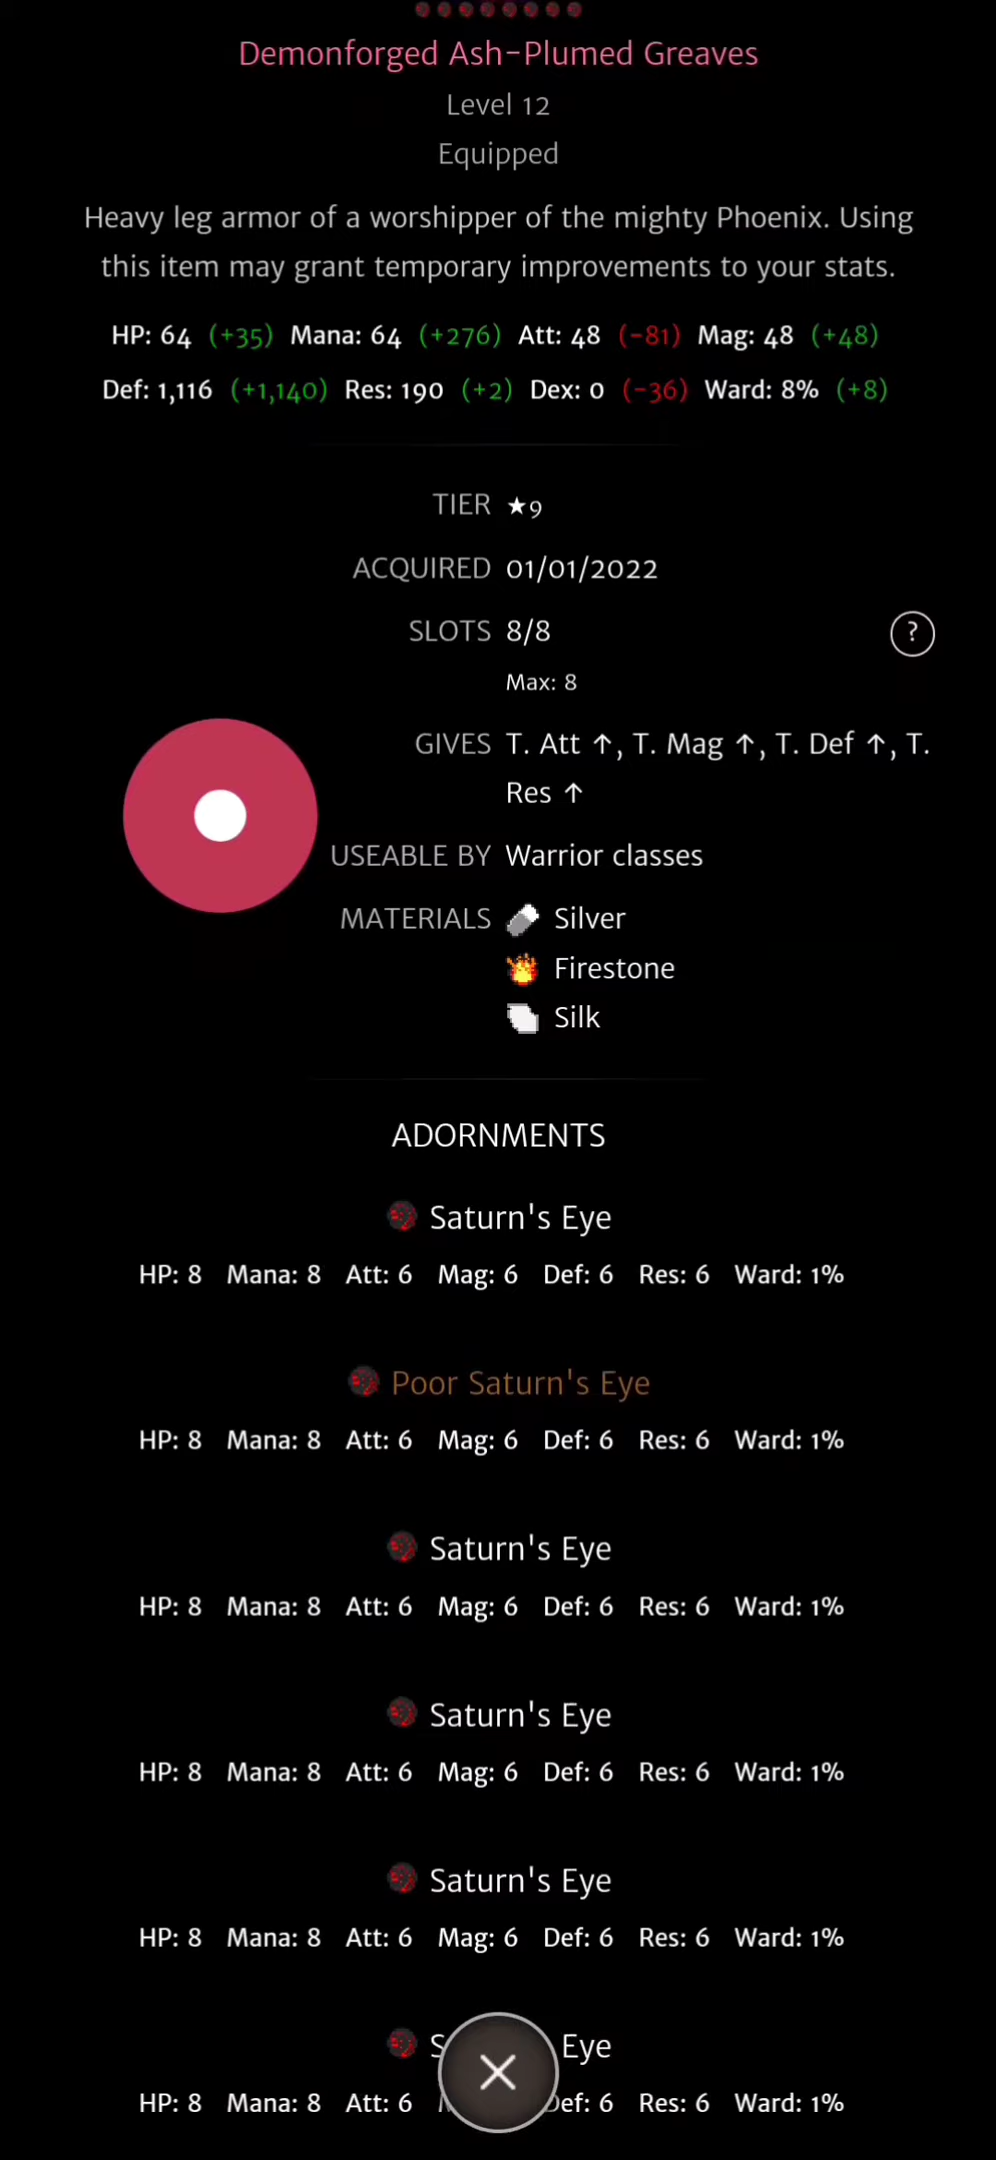 Demonforged Ash-Plumed Greaves
Level 12
Equipped
Heavy leg armor of a worshipper of the mighty Phoenix. Using
this item may grant temporary improvements to your stats.
HP: 64 (+35) Mana: 64 (+276) Att: 48 (-81) Mag: 48 (+48)
Def: 1,116 (+1,140) Res: 190 (+2) Dex: 0 (-36) Ward: 8% (+8)
TIER ★9
ACQUIRED 01/01/2022
SLOTS 8/8 ?
Max: 8
GIVES T. Att ↑, T. Mag ↑, T. Def ↑, T.
Res ↑
USEABLE BY Warrior classes
MATERIALS Silver
Firestone
Silk
ADORNMENTS
Saturn's Eye
HP: 8 Mana: 8 Att: 6 Mag: 6 Def: 6 Res: 6 Ward: 1%
Poor Saturn's Eye
HP: 8 Mana: 8 Att: 6 Mag: 6 Def: 6 Res: 6 Ward: 1%
Saturn's Eye
HP: 8 Mana: 8 Att: 6 Mag: 6 Def: 6 Res: 6 Ward: 1%
Saturn's Eye
HP: 8 Mana: 8 Att: 6 Mag: 6 Def: 6 Res: 6 Ward: 1%
Saturn's Eye
HP: 8 Mana: 8 Att: 6 Mag: 6 Def: 6 Res: 6 Ward: 1%
Eye
HP: 8 Mana: 8 Att: 6 Def: 6 Res: 6 Ward: 1%